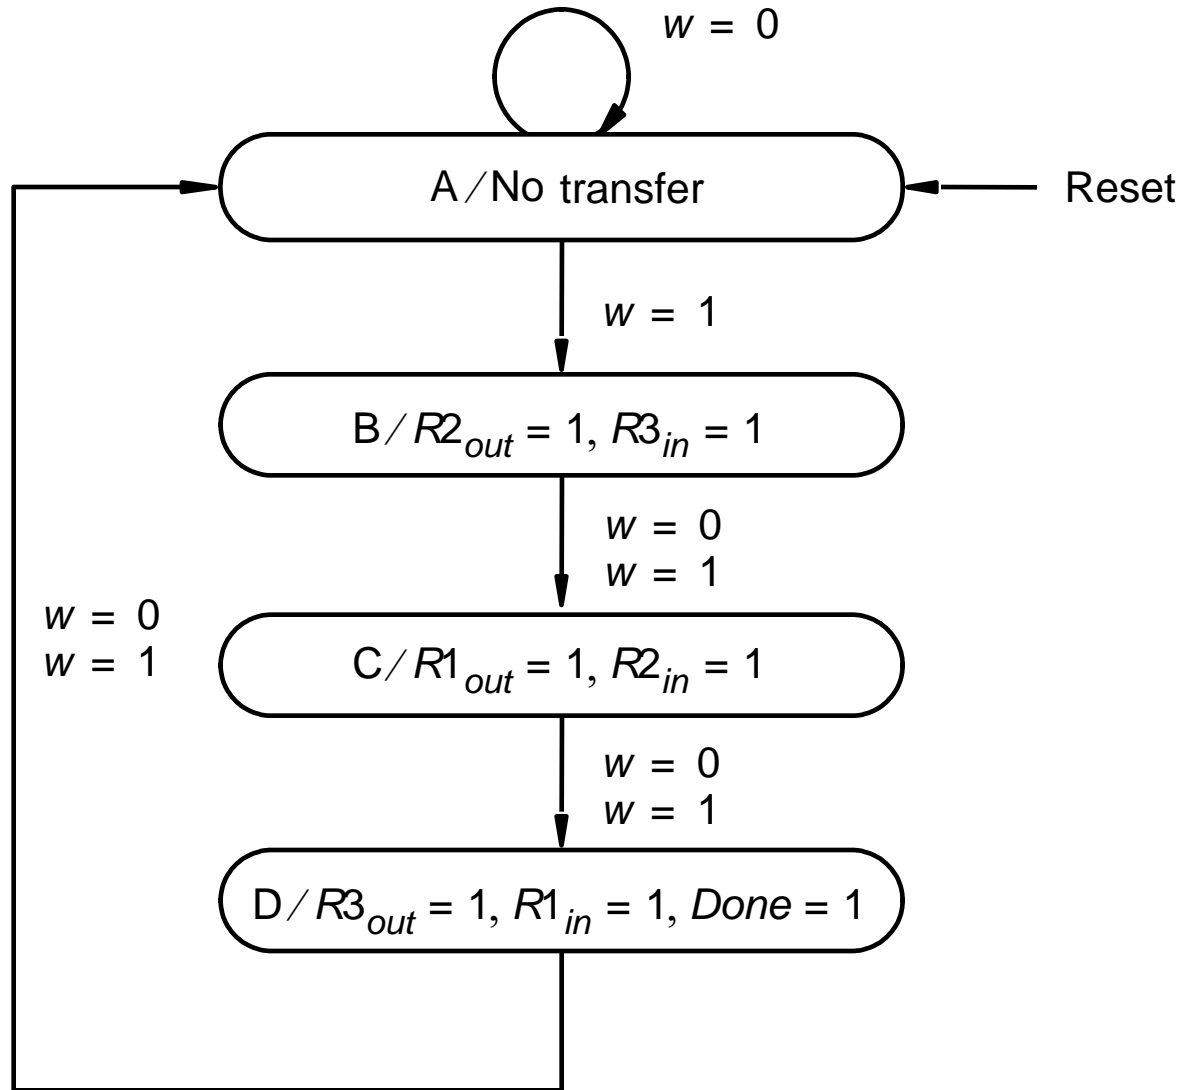 w = 0
A/No transfer
Reset
w = 1
B/R2out = 1, R3in = 1
w = 0
w = 1
w = 0
w = 1
C/R1out = 1, R2in = 1
w = 0
w = 1
D/R3out = 1, R1in = 1, Done = 1